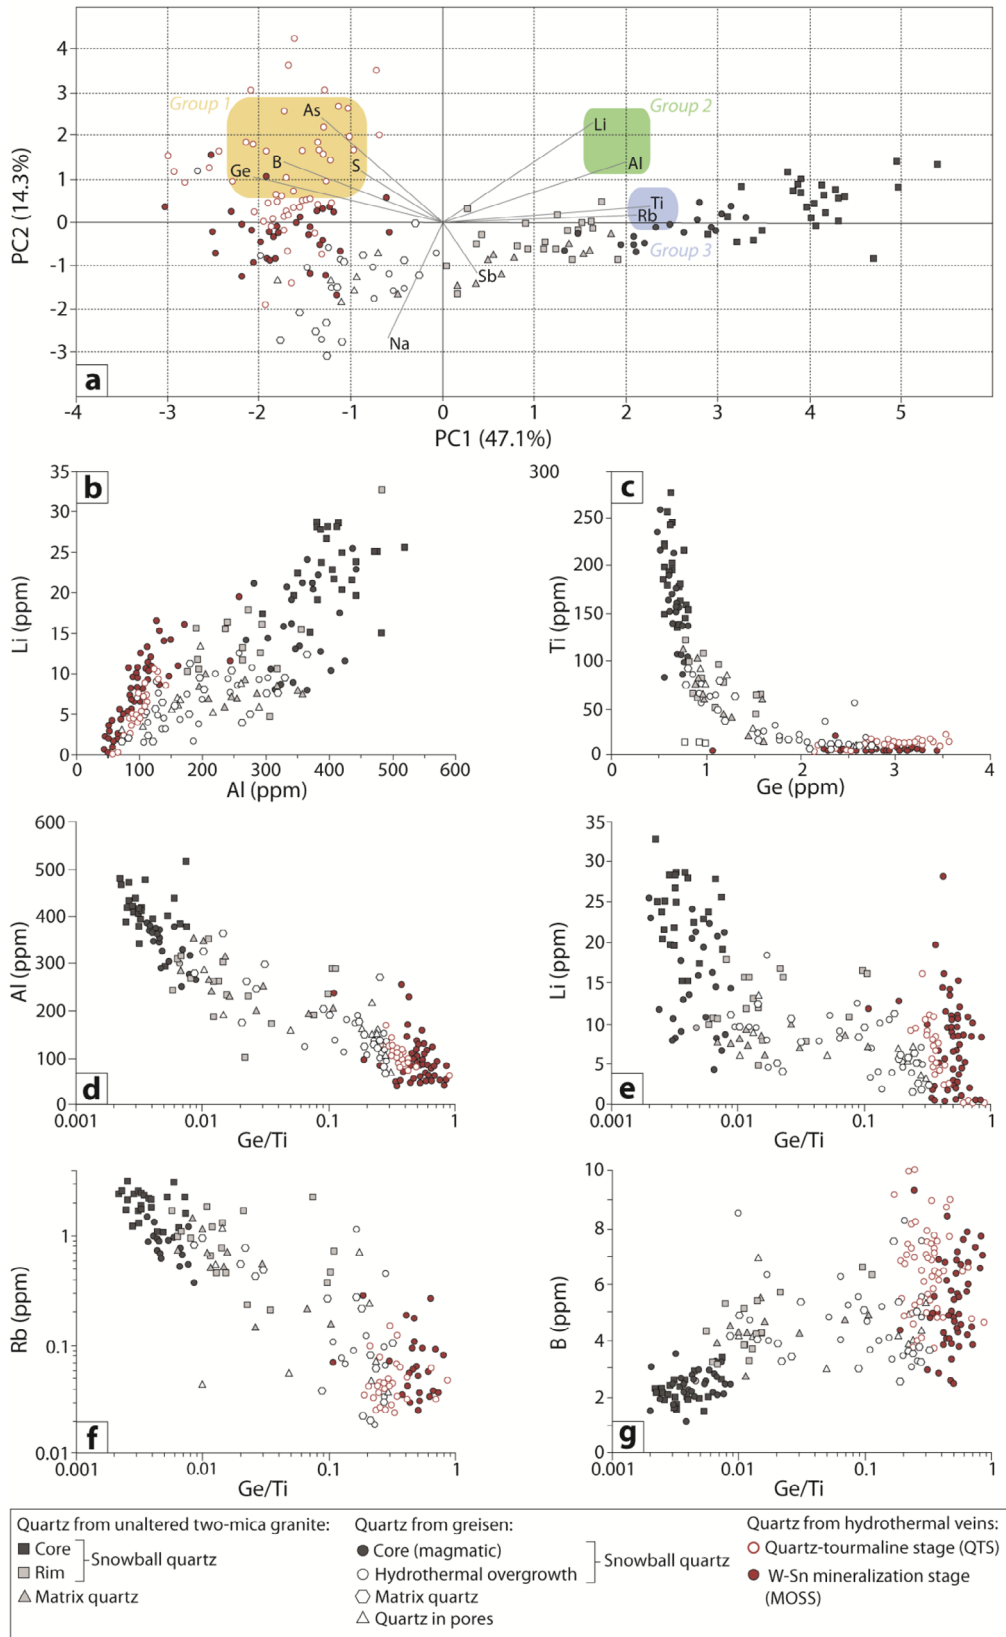 4
3
2
1
0
-1
-2
-3
PC2 (14.3%)
Group 1
As
B
Ge
S
Li
Group 2
Al
Ti
Rb
Group 3
Sb
Na
a
-4
-3
-2
-1
0
1
2
3
4
5
PC1 (47.1%)
b
35
30
25
20
15
10
5
0
Li (ppm)
0
100
200
300
400
500
600
Al (ppm)
c
300
250
200
150
100
50
0
Ti (ppm)
0
1
2
3
4
Ge (ppm)
d
600
500
400
300
200
100
0
Al (ppm)
0.001
0.01
0.1
1
Ge/Ti
e
35
30
25
20
15
10
5
0
Li (ppm)
0.001
0.01
0.1
1
Ge/Ti
f
1
0.1
0.01
Rb (ppm)
0.001
0.01
0.1
1
Ge/Ti
g
10
8
6
4
2
0
B (ppm)
0.001
0.01
0.1
1
Ge/Ti
Quartz from unaltered two-mica granite:
Core
Rim
Snowball quartz
Matrix quartz
Quartz from greisen:
Core (magmatic)
Hydrothermal overgrowth
Snowball quartz
Matrix quartz
Quartz in pores
Quartz from hydrothermal veins:
Quartz-tourmaline stage (QTS)
W-Sn mineralization stage
(MOSS)